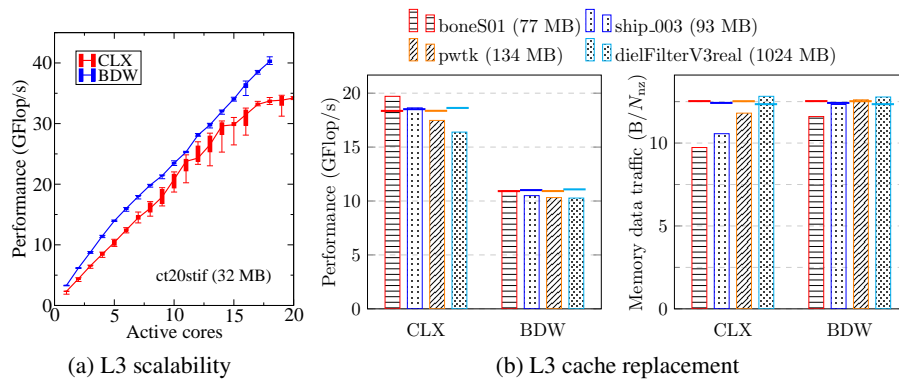 CLX
BDW
Performance (GFlop/s)
40
30
20
10
0
0 5 10 15 20
ct20stif (32 MB)
Active cores
(a) L3 scalability
boneS01 (77 MB) ship_003 (93 MB)
pwtk (134 MB) dielFilterV3real (1024 MB)
Performance (GFlop/s)
20
15
10
5
0
CLX BDW
Memory data traffic (B/Nnz)
10
5
0
CLX BDW
(b) L3 cache replacement